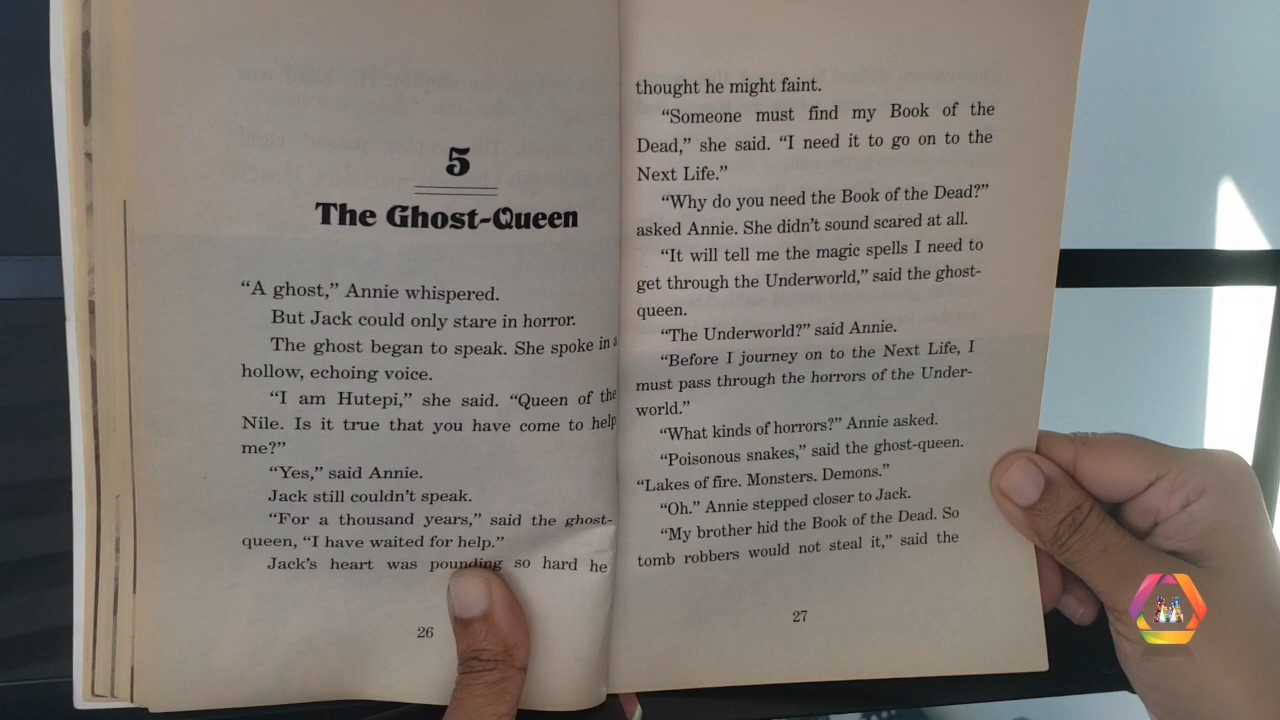 5
The Ghost-Queen
“A ghost,” Annie whispered.
But Jack could only stare in horror.
The ghost began to speak. She spoke in a
hollow, echoing voice.
“I am Hutepi,” she said. “Queen of the
Nile. Is it true that you have come to help
me?”
“Yes,” said Annie.
Jack still couldn’t speak.
“For a thousand years,” said the ghost-
queen, “I have waited for help.”
Jack’s heart was pounding so hard he
26
thought he might faint.
“Someone must find my Book of the
Dead,” she said. “I need it to go on to the
Next Life.”
“Why do you need the Book of the Dead?”
asked Annie. She didn’t sound scared at all.
“It will tell me the magic spells I need to
get through the Underworld,” said the ghost-
queen.
“The Underworld?” said Annie.
“Before I journey on to the Next Life, I
must pass through the horrors of the Under-
world.”
“What kinds of horrors?” Annie asked.
“Poisonous snakes,” said the ghost-queen.
“Lakes of fire. Monsters. Demons.”
“Oh.” Annie stepped closer to Jack.
“My brother hid the Book of the Dead. So
tomb robbers would not steal it,” said the
27